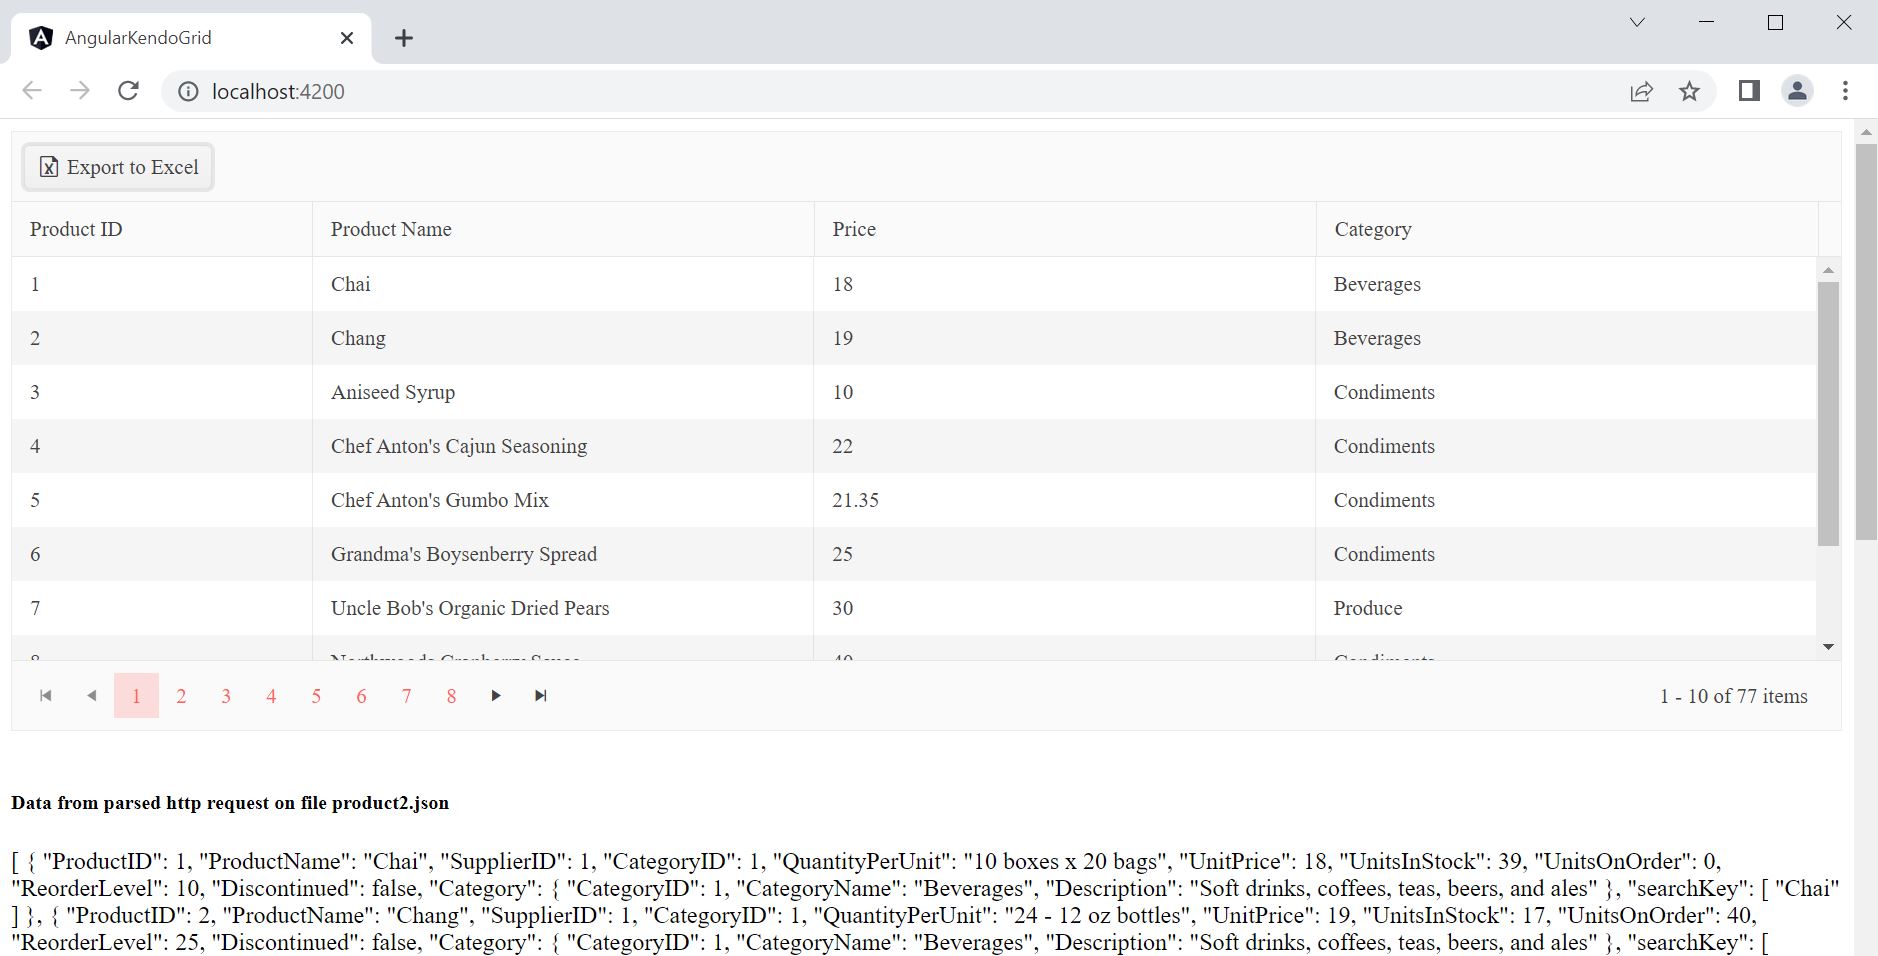 AngularKendoGrid
localhost:4200
Export to Excel
Product ID Product Name Price Category
1 Chai 18 Beverages
2 Chang 19 Beverages
3 Aniseed Syrup 10 Condiments
4 Chef Anton's Cajun Seasoning 22 Condiments
5 Chef Anton's Gumbo Mix 21.35 Condiments
6 Grandma's Boysenberry Spread 25 Condiments
7 Uncle Bob's Organic Dried Pears 30 Produce
1 2 3 4 5 6 7 8 1 - 10 of 77 items
Data from parsed http request on file product2.json
[ { "ProductID": 1, "ProductName": "Chai", "SupplierID": 1, "CategoryID": 1, "QuantityPerUnit": "10 boxes x 20 bags", "UnitPrice": 18, "UnitsInStock": 39, "UnitsOnOrder": 0,
"ReorderLevel": 10, "Discontinued": false, "Category": { "CategoryID": 1, "CategoryName": "Beverages", "Description": "Soft drinks, coffees, teas, beers, and ales" }, "searchKey": [ "Chai"
] }, { "ProductID": 2, "ProductName": "Chang", "SupplierID": 1, "CategoryID": 1, "QuantityPerUnit": "24 - 12 oz bottles", "UnitPrice": 19, "UnitsInStock": 17, "UnitsOnOrder": 40,
"ReorderLevel": 25, "Discontinued": false, "Category": { "CategoryID": 1, "CategoryName": "Beverages", "Description": "Soft drinks, coffees, teas, beers, and ales" }, "searchKey": [